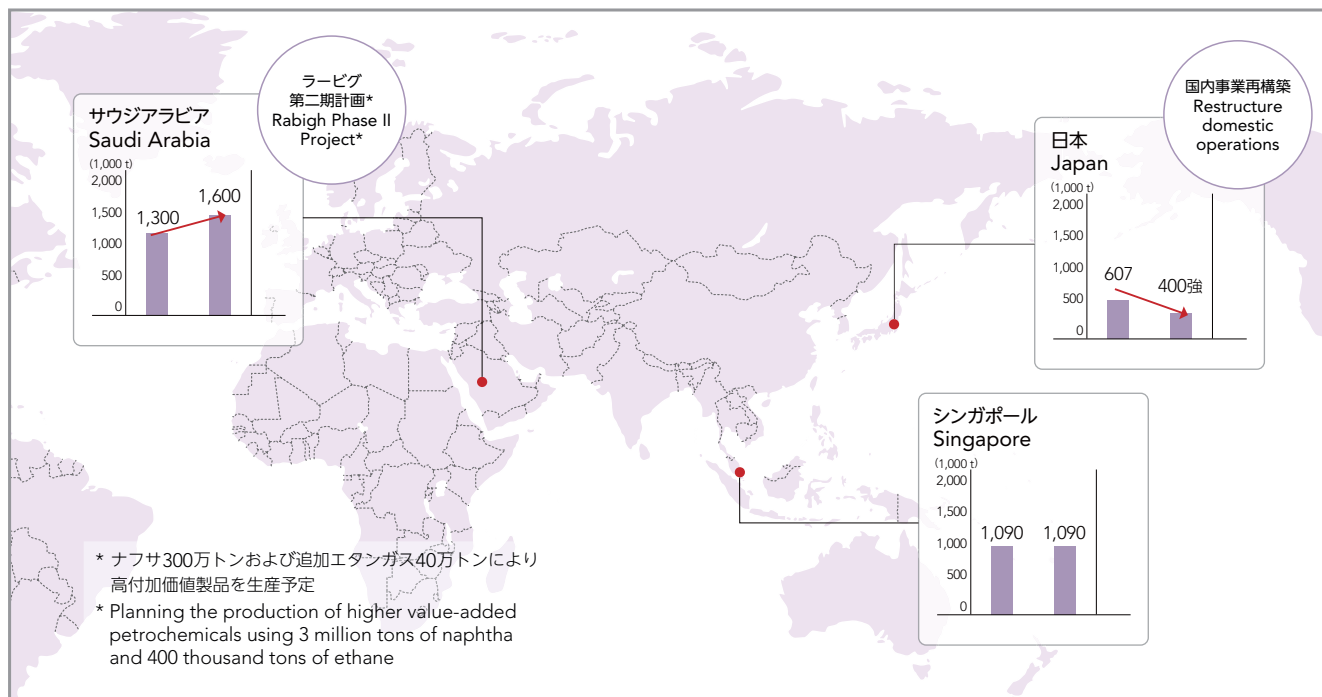 サウジアラビア
Saudi Arabia
(1,000 t)
2,000
1,500
1,000
500
0
1,300
1,600
ラービグ
第二期計画*
Rabigh Phase II
Project*
日本
Japan
(1,000 t)
2,000
1,500
1,000
500
0
607
400強
国内事業再構築
Restructure
domestic
operations
シンガポール
Singapore
(1,000 t)
2,000
1,500
1,000
500
0
1,090
1,090
* ナフサ300万トンおよび追加エタンガス40万トンにより
高付加価値製品を生産予定
* Planning the production of higher value-added
petrochemicals using 3 million tons of naphtha
and 400 thousand tons of ethane